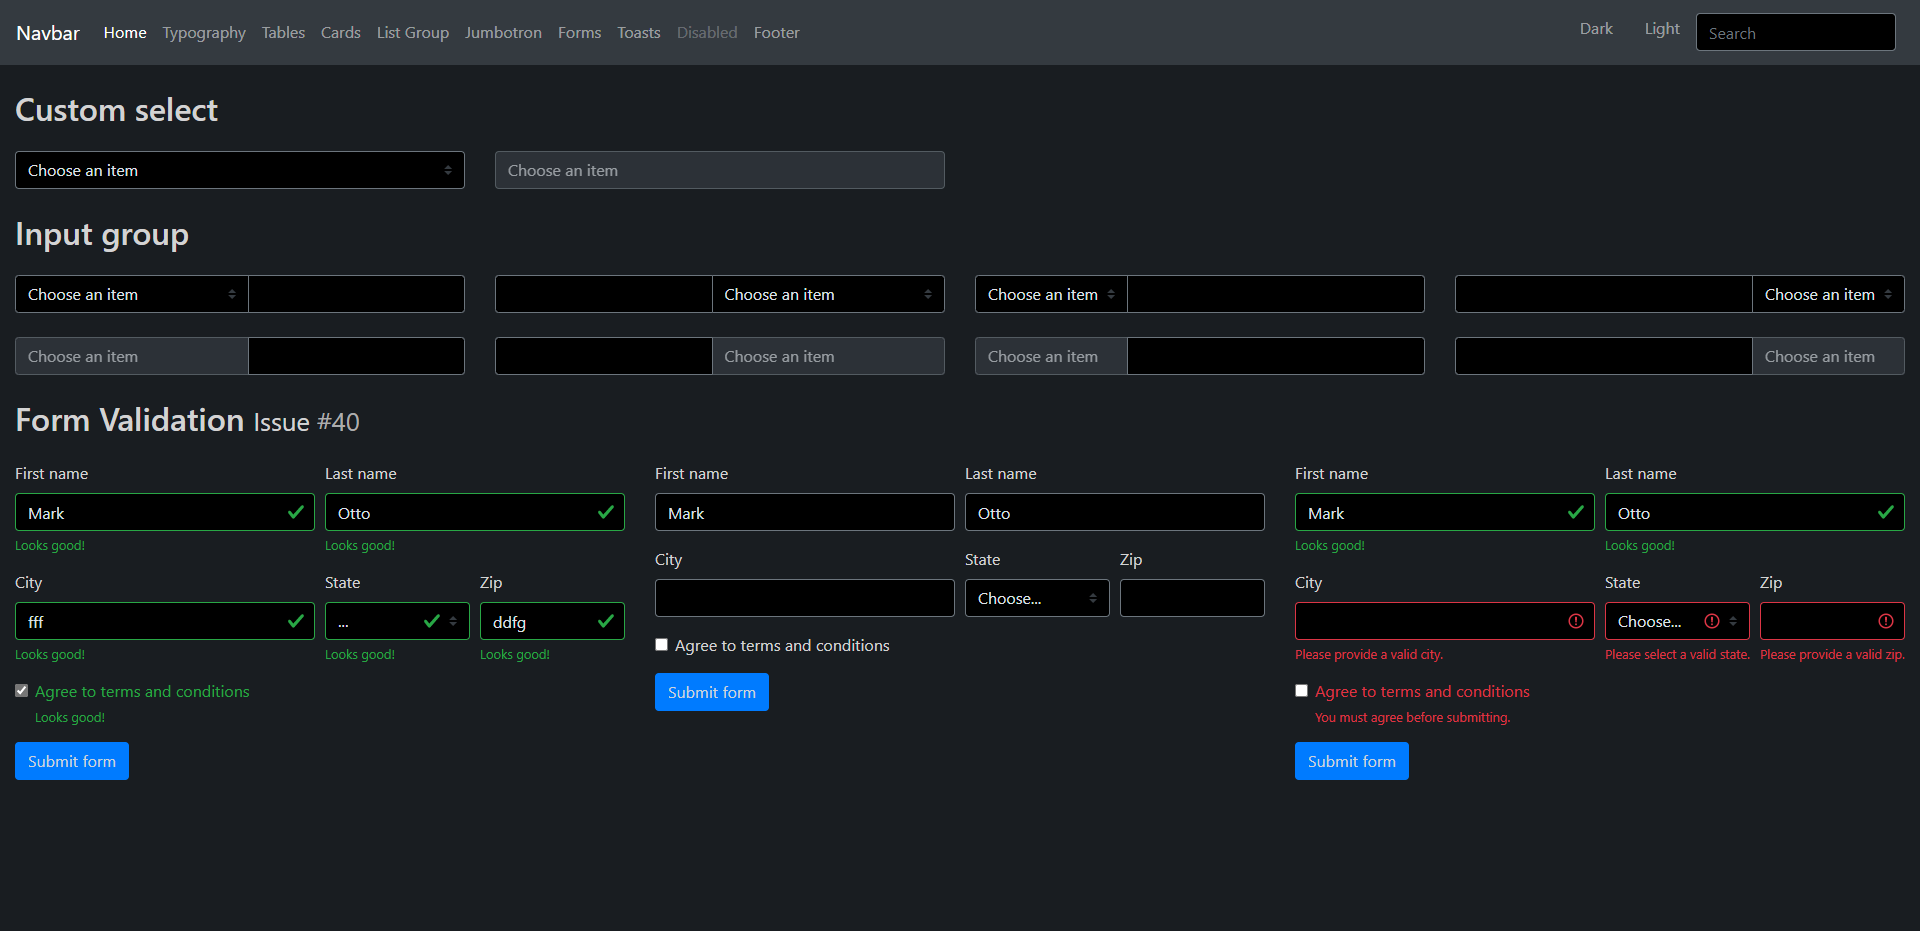 Navbar Home Typography Tables Cards List Group Jumbotron Forms Toasts Disabled Footer Dark Light Search
Custom select
Choose an item Choose an item
Input group
Choose an item Choose an item Choose an item Choose an item
Choose an item Choose an item Choose an item Choose an item
Form Validation Issue #40
First name Last name
Mark Otto
Looks good! Looks good!
City State Zip
fff ... ddfg
Looks good! Looks good! Looks good!
Agree to terms and conditions
Looks good!
Submit form
First name Last name
Mark Otto
City State Zip
Choose...
Agree to terms and conditions
Submit form
First name Last name
Mark Otto
Looks good! Looks good!
City State Zip
Choose...
Please provide a valid city. Please select a valid state. Please provide a valid zip.
Agree to terms and conditions
You must agree before submitting.
Submit form